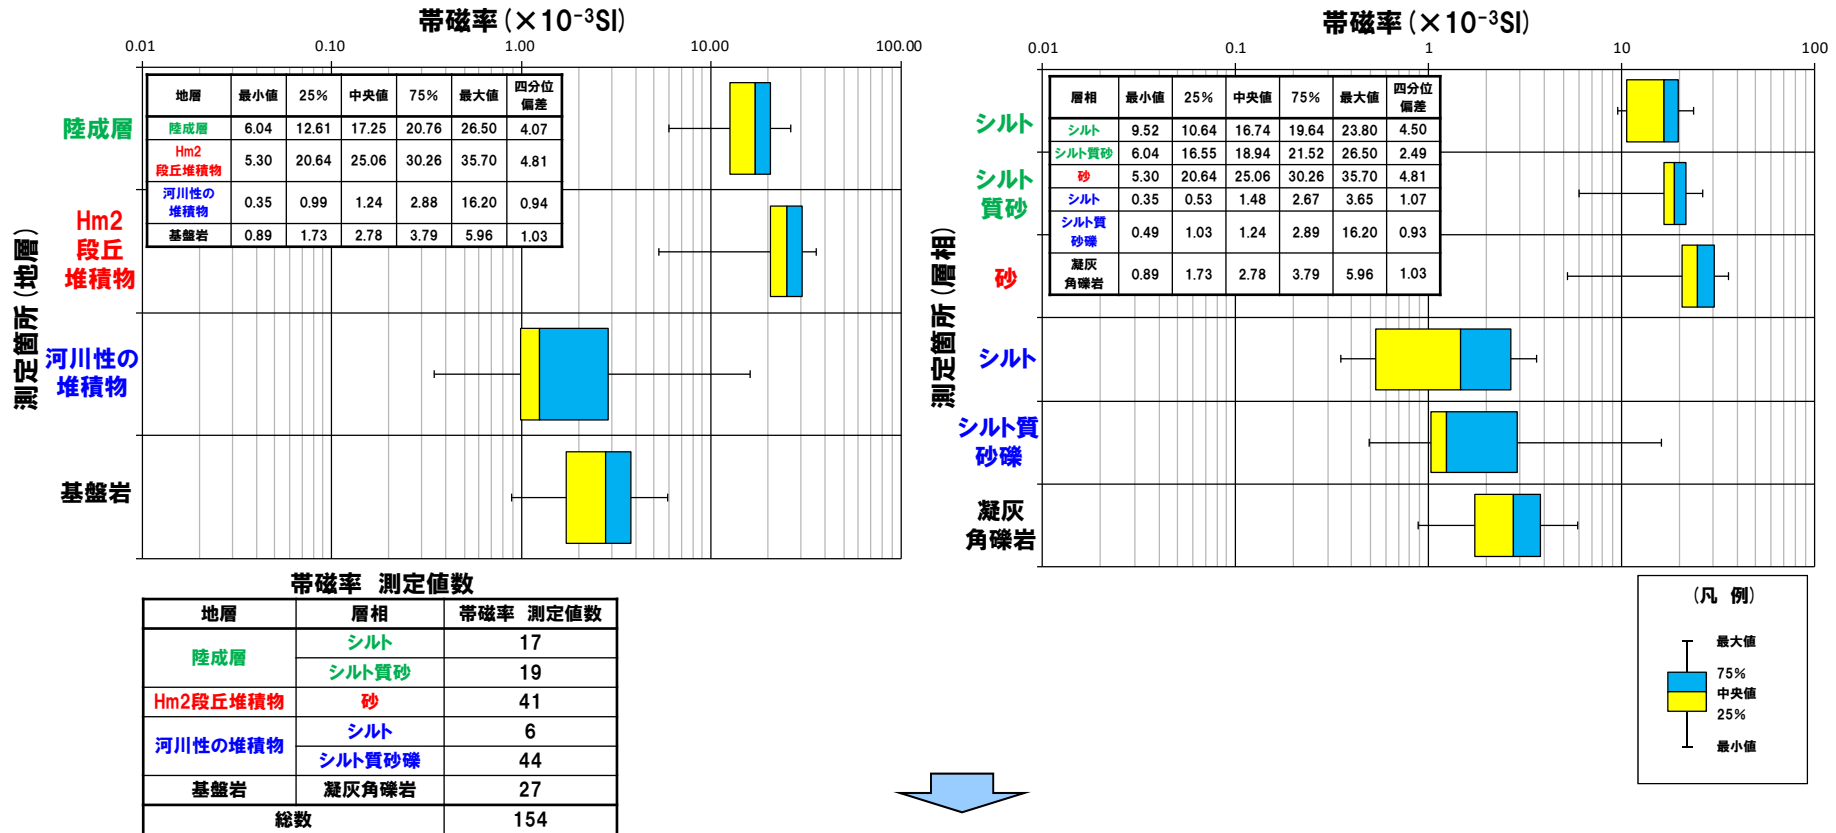 帯磁率(×10⁻³SI)
0.01 0.10 1.00 10.00 100.00
測定箇所(地層)
陸成層
Hm2
段丘
堆積物
河川性の
堆積物
基盤岩
地層 最小値 25% 中央値 75% 最大値 四分位
偏差
陸成層 6.04 12.61 17.25 20.76 26.50 4.07
Hm2
段丘堆積物 5.30 20.64 25.06 30.26 35.70 4.81
河川性の
堆積物 0.35 0.99 1.24 2.88 16.20 0.94
基盤岩 0.89 1.73 2.78 3.79 5.96 1.03
帯磁率(×10⁻³SI)
0.01 0.1 1 10 100
測定箇所(層相)
シルト
シルト
質砂
砂
シルト
シルト質
砂礫
凝灰
角礫岩
層相 最小値 25% 中央値 75% 最大値 四分位
偏差
シルト 9.52 10.64 16.74 19.64 23.80 4.50
シルト質砂 6.04 16.55 18.94 21.52 26.50 2.49
砂 5.30 20.64 25.06 30.26 35.70 4.81
シルト 0.35 0.53 1.48 2.67 3.65 1.07
シルト質
砂礫 0.49 1.03 1.24 2.89 16.20 0.93
凝灰
角礫岩 0.89 1.73 2.78 3.79 5.96 1.03
帯磁率 測定値数
地層 層相 帯磁率 測定値数
陸成層 シルト 17
シルト質砂 19
Hm2段丘堆積物 砂 41
河川性の堆積物 シルト 6
シルト質砂礫 44
基盤岩 凝灰角礫岩 27
総数 154
(凡 例)
最大値
75%
中央値
25%
最小値